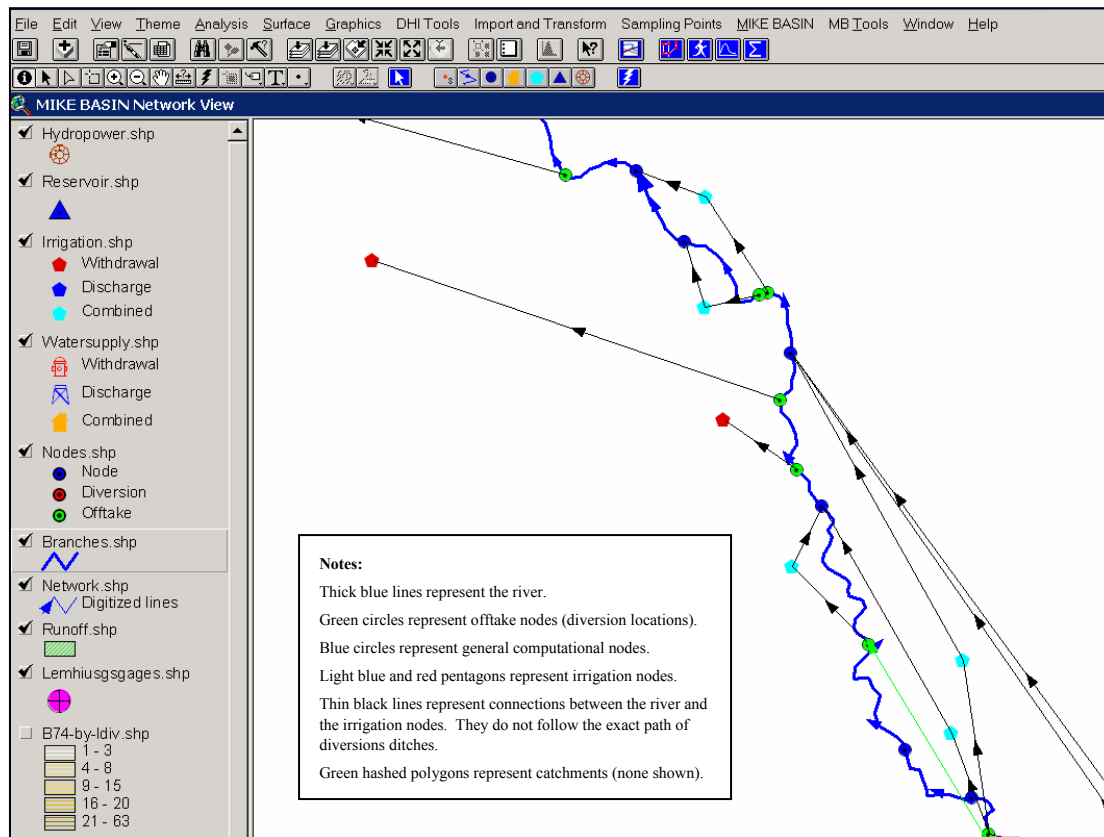 File Edit View Theme Analysis Surface Graphics DHI Tools Import and Transform Sampling Points MIKE BASIN MB Tools Window Help
MIKE BASIN Network View
Hydropower.shp
Reservoir.shp
Irrigation.shp
Withdrawal
Discharge
Combined
Watersupply.shp
Withdrawal
Discharge
Combined
Nodes.shp
Node
Diversion
Offtake
Branches.shp
Network.shp
Digitized lines
Runoff.shp
Lemhiusgsgages.shp
B74-by-ldiv.shp
1 - 3
4 - 8
9 - 15
16 - 20
21 - 63
Notes:
Thick blue lines represent the river.
Green circles represent offtake nodes (diversion locations).
Blue circles represent general computational nodes.
Light blue and red pentagons represent irrigation nodes.
Thin black lines represent connections between the river and
the irrigation nodes. They do not follow the exact path of
diversions ditches.
Green hashed polygons represent catchments (none shown).